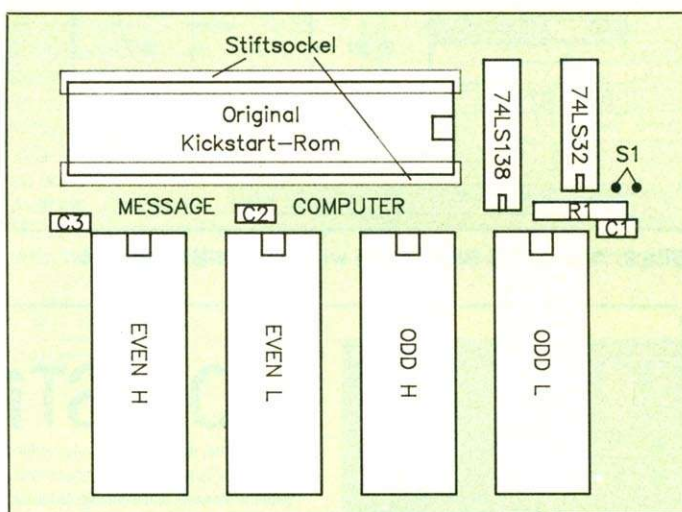 Stiftsockel
Original
Kickstart-Rom
74LS138
74LS32
S1
MESSAGE COMPUTER
C3
C2
R1
C1
EVEN H
EVEN L
ODD H
ODD L